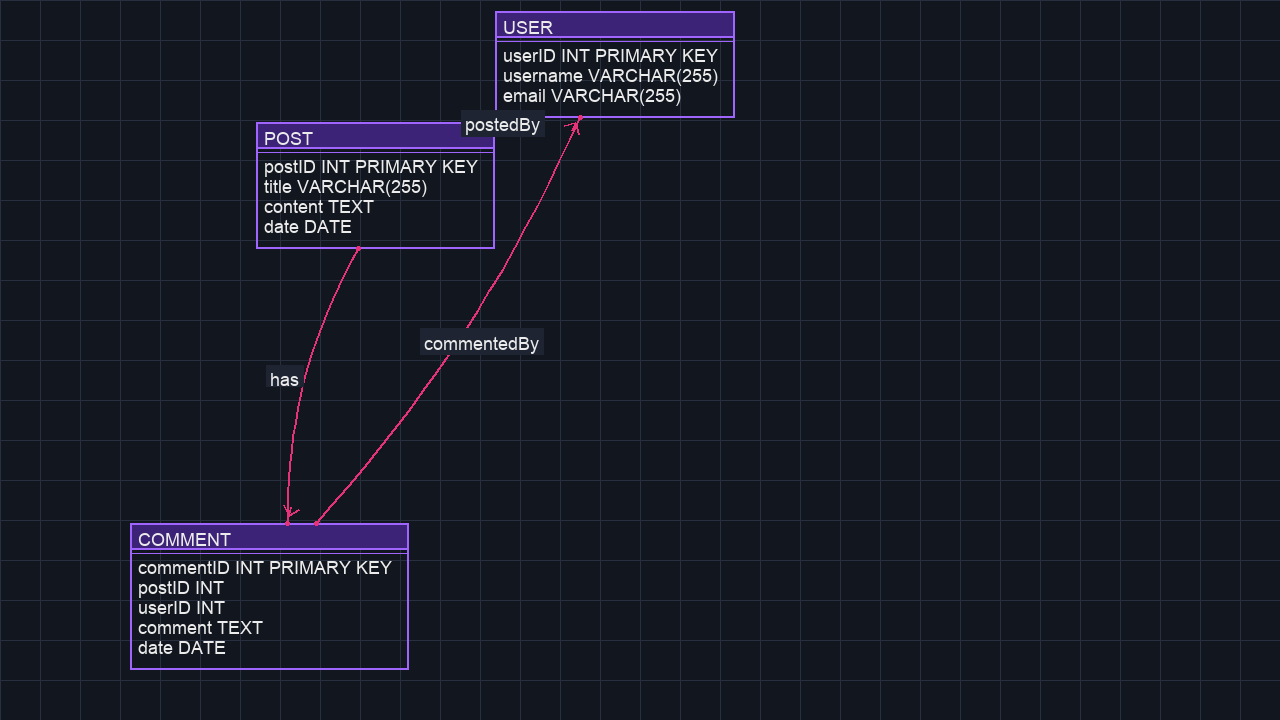 USER
userID INT PRIMARY KEY
username VARCHAR(255)
email VARCHAR(255)
postedBy
POST
postID INT PRIMARY KEY
title VARCHAR(255)
content TEXT
date DATE
commentedBy
has
COMMENT
commentID INT PRIMARY KEY
postID INT
userID INT
comment TEXT
date DATE